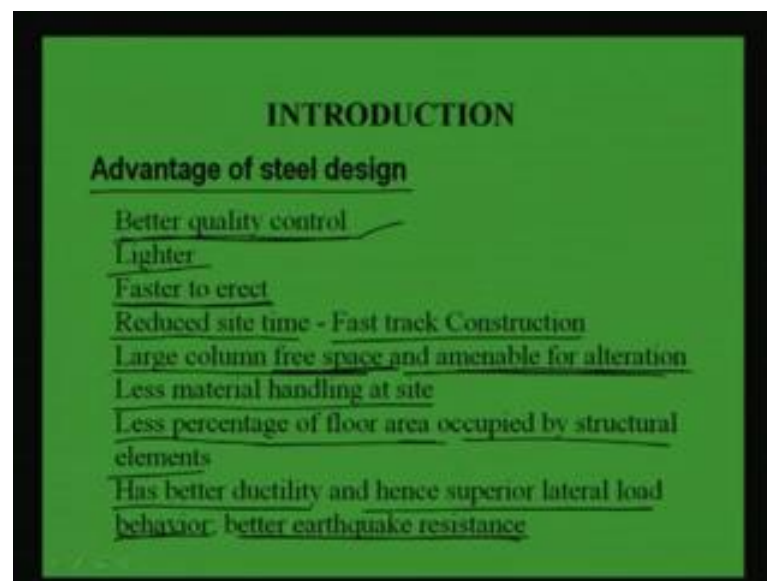 INTRODUCTION
Advantage of steel design
Better quality control
Lighter
Faster to erect
Reduced site time - Fast track Construction
Large column free space and amenable for alteration
Less material handling at site
Less percentage of floor area occupied by structural
elements
Has better ductility and hence superior lateral load
behavior, better earthquake resistance